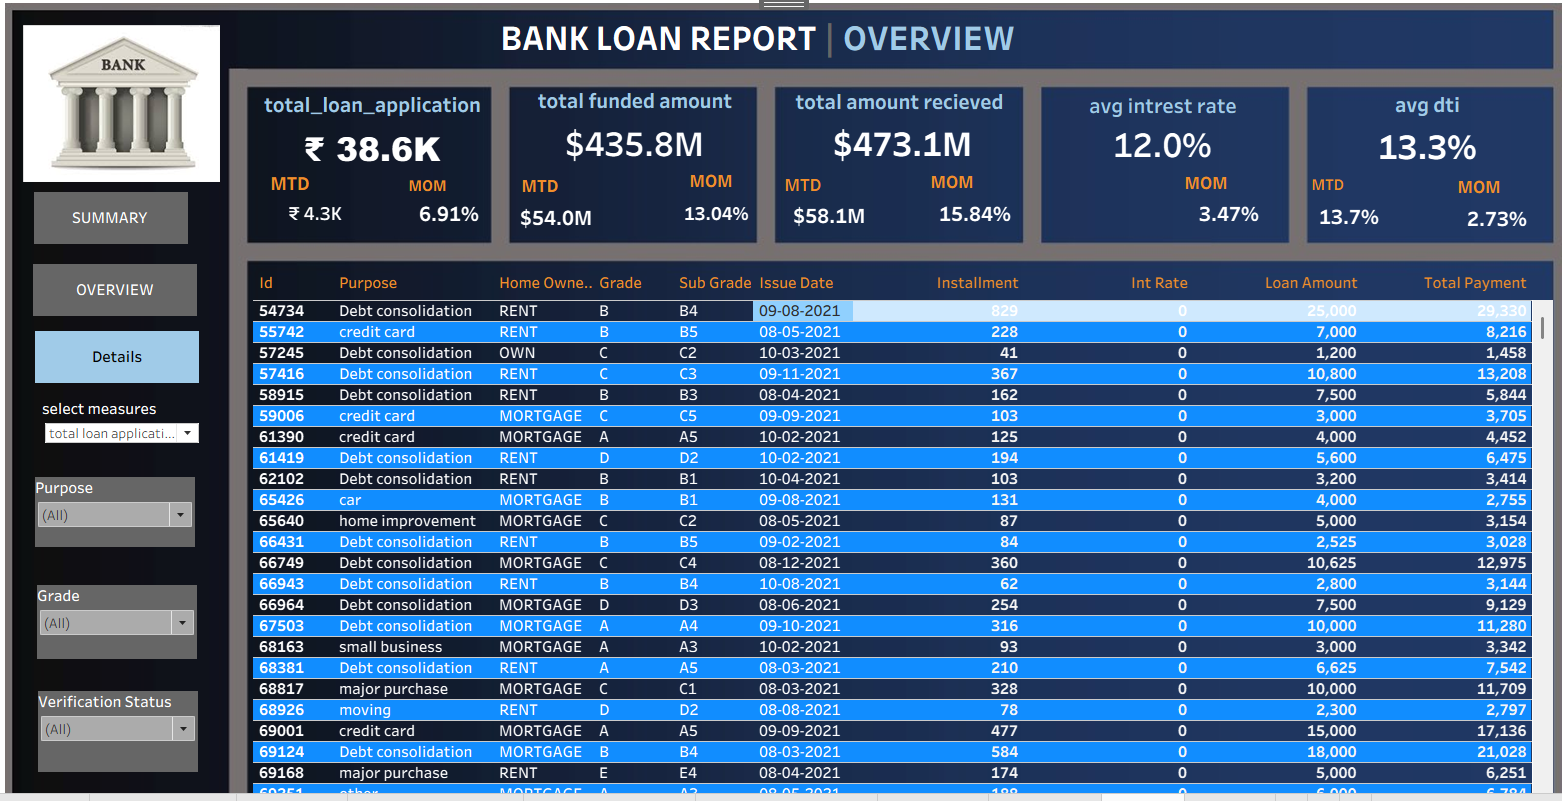 BANK
BANK LOAN REPORT | OVERVIEW
total_loan_application
₹ 38.6K
MTD MOM
₹ 4.3K 6.91%
total funded amount
$435.8M
MTD MOM
$54.0M 13.04%
total amount recieved
$473.1M
MTD MOM
$58.1M 15.84%
avg intrest rate
12.0%
MOM
3.47%
avg dti
13.3%
MTD MOM
13.7% 2.73%
SUMMARY
OVERVIEW
Details
select measures
total loan applicati...
Purpose
(All)
Grade
(All)
Verification Status
(All)
Id Purpose Home Owne.. Grade Sub Grade Issue Date Installment Int Rate Loan Amount Total Payment
54734 Debt consolidation RENT B B4 09-08-2021 829 0 25,000 29,330
55742 credit card RENT B B5 08-05-2021 228 0 7,000 8,216
57245 Debt consolidation OWN C C2 10-03-2021 41 0 1,200 1,458
57416 Debt consolidation RENT C C3 09-11-2021 367 0 10,800 13,208
58915 Debt consolidation RENT B B3 08-04-2021 162 0 7,500 5,844
59006 credit card MORTGAGE C C5 09-09-2021 103 0 3,000 3,705
61390 credit card MORTGAGE A A5 10-02-2021 125 0 4,000 4,452
61419 Debt consolidation RENT D D2 10-02-2021 194 0 5,600 6,475
62102 Debt consolidation RENT B B1 10-04-2021 103 0 3,200 3,414
65426 car MORTGAGE B B1 09-08-2021 131 0 4,000 2,755
65640 home improvement MORTGAGE C C2 08-05-2021 87 0 5,000 3,154
66431 Debt consolidation RENT B B5 09-02-2021 84 0 2,525 3,028
66749 Debt consolidation MORTGAGE C C4 08-12-2021 360 0 10,625 12,975
66943 Debt consolidation RENT B B4 10-08-2021 62 0 2,800 3,144
66964 Debt consolidation MORTGAGE D D3 08-06-2021 254 0 7,500 9,129
67503 Debt consolidation MORTGAGE A A4 09-10-2021 316 0 10,000 11,280
68163 small business MORTGAGE A A3 10-02-2021 93 0 3,000 3,342
68381 Debt consolidation RENT A A5 08-03-2021 210 0 6,625 7,542
68817 major purchase MORTGAGE C C1 08-03-2021 328 0 10,000 11,709
68926 moving RENT D D2 08-08-2021 78 0 2,300 2,797
69001 credit card MORTGAGE A A5 09-09-2021 477 0 15,000 17,136
69124 Debt consolidation MORTGAGE B B4 08-03-2021 584 0 18,000 21,028
69168 major purchase RENT E E4 08-04-2021 174 0 5,000 6,251